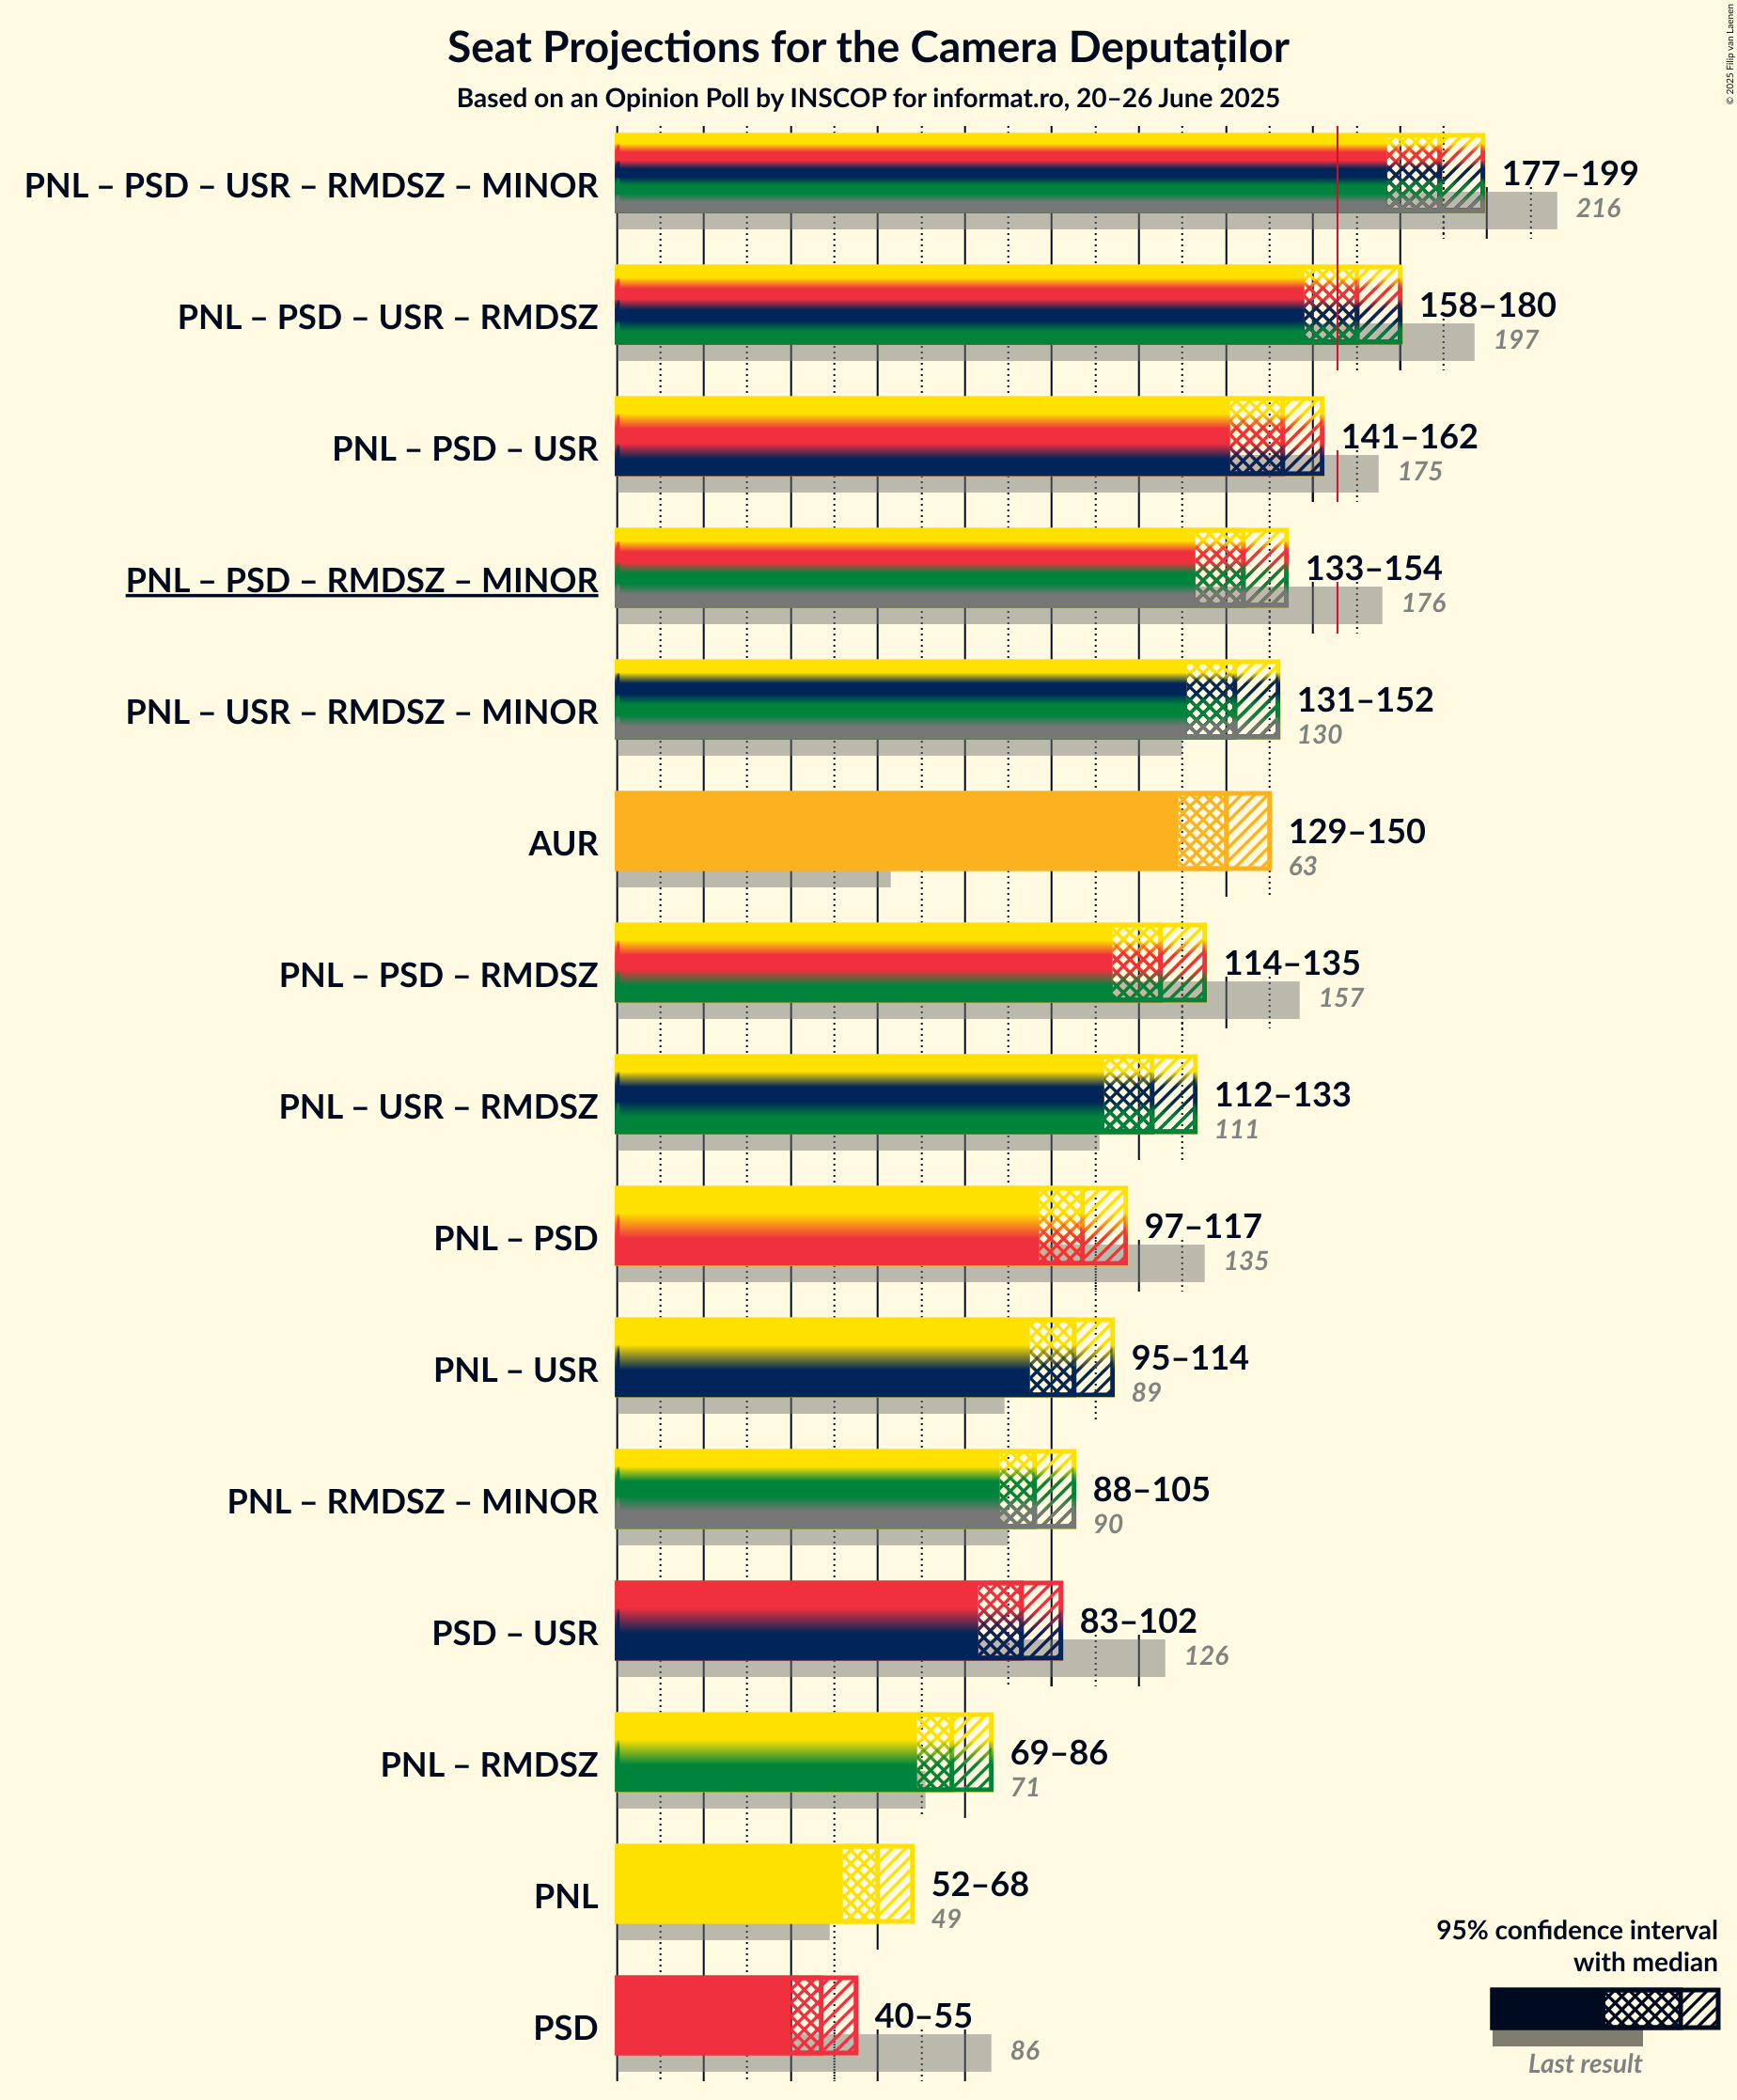 Seat Projections for the Camera Deputaților
Based on an Opinion Poll by INSCOP for informat.ro, 20–26 June 2025
© 2025 Filip van Laenen
PNL – PSD – USR – RMDSZ – MINOR
177–199
216
PNL – PSD – USR – RMDSZ
158–180
197
PNL – PSD – USR
141–162
175
PNL – PSD – RMDSZ – MINOR
133–154
176
PNL – USR – RMDSZ – MINOR
131–152
130
AUR
129–150
63
PNL – PSD – RMDSZ
114–135
157
PNL – USR – RMDSZ
112–133
111
PNL – PSD
97–117
135
PNL – USR
95–114
89
PNL – RMDSZ – MINOR
88–105
90
PSD – USR
83–102
126
PNL – RMDSZ
69–86
71
PNL
52–68
49
PSD
40–55
86
95% confidence interval
with median
Last result